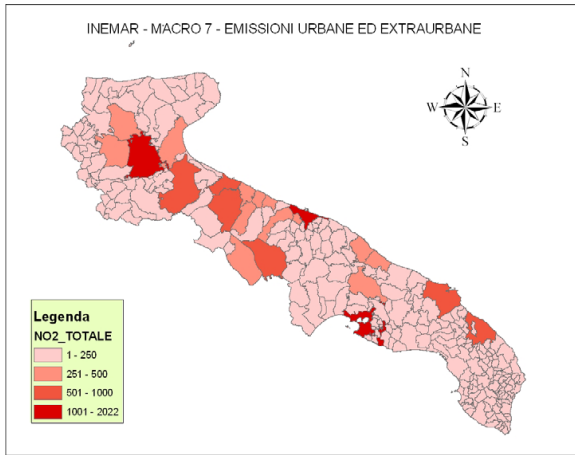 INEMAR - MACRO 7 - EMISSIONI URBANE ED EXTRAURBANE
N
W
E
S
Legenda
NO2_TOTALE
1 - 250
251 - 500
501 - 1000
1001 - 2022